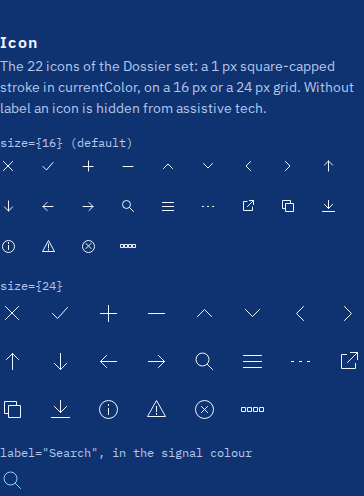 Icon
The 22 icons of the Dossier set: a 1 px square-capped
stroke in currentColor, on a 16 px or a 24 px grid. Without
label an icon is hidden from assistive tech.
size={16} (default)
size={24}
label="Search", in the signal colour